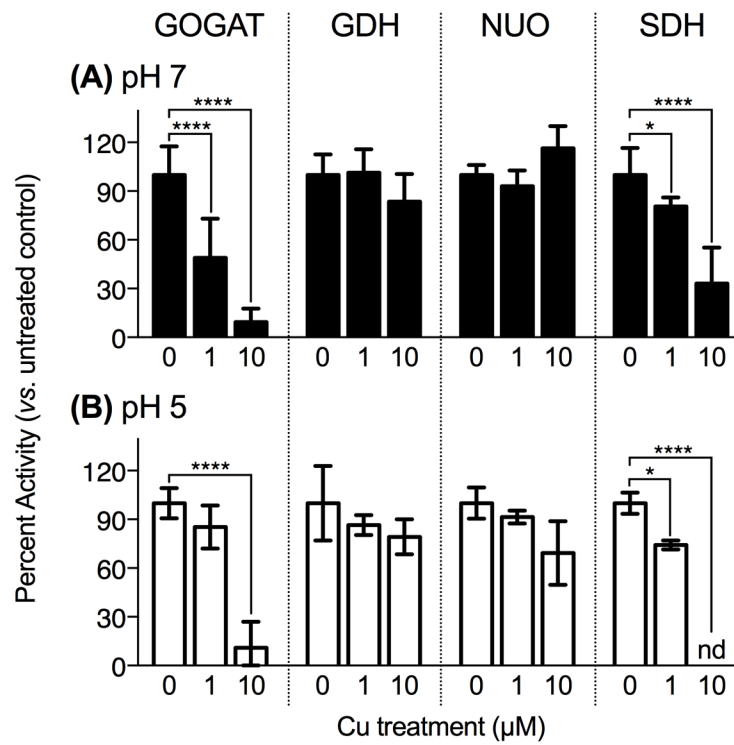 GOGAT GDH NUO SDH
(A) pH 7
**** ****
**** *
120
90
60
30
0
0 1 10 0 1 10 0 1 10 0 1 10
(B) pH 5
****
**** *
120
90
60
30
nd
0
0 1 10 0 1 10 0 1 10 0 1 10
Percent Activity (vs. untreated control)
Cu treatment (µM)